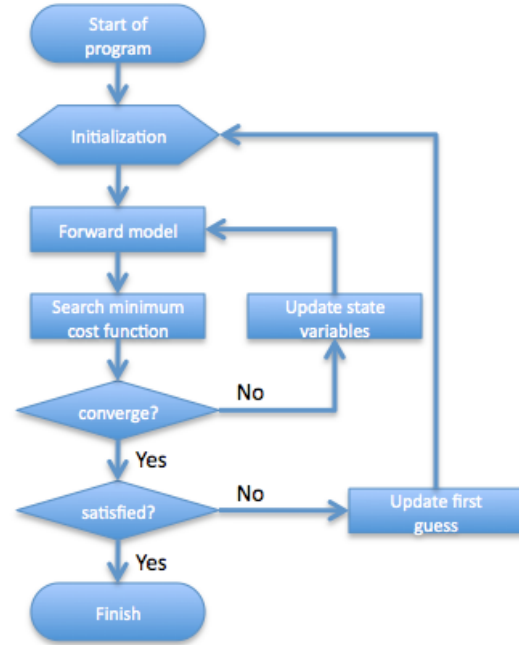 Start of
program
Initialization
Forward model
Search minimum
cost function
Update state
variables
converge?
No
Yes
satisfied?
No
Update first
guess
Yes
Finish